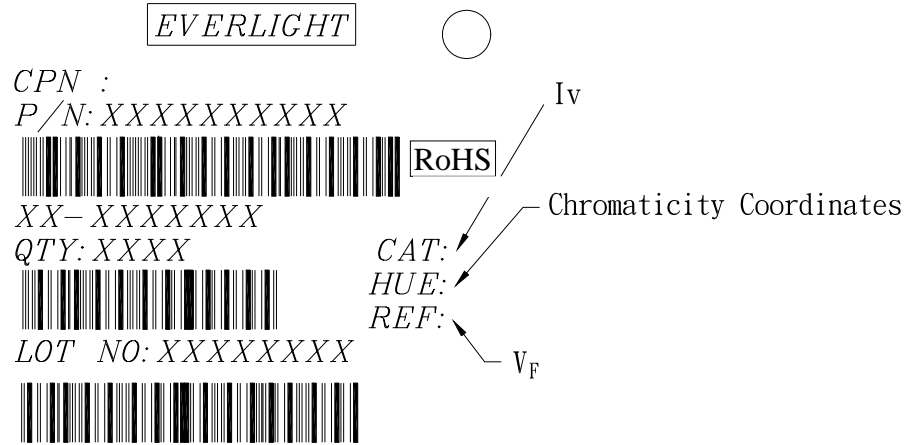 EVERLIGHT
CPN :
P/N: XXXXXXXXXX
RoHS
XX-XXXXXXX
QTY: XXXX
LOT NO: XXXXXXXX
CAT:
HUE:
REF:
Iv
Chromaticity Coordinates
VF